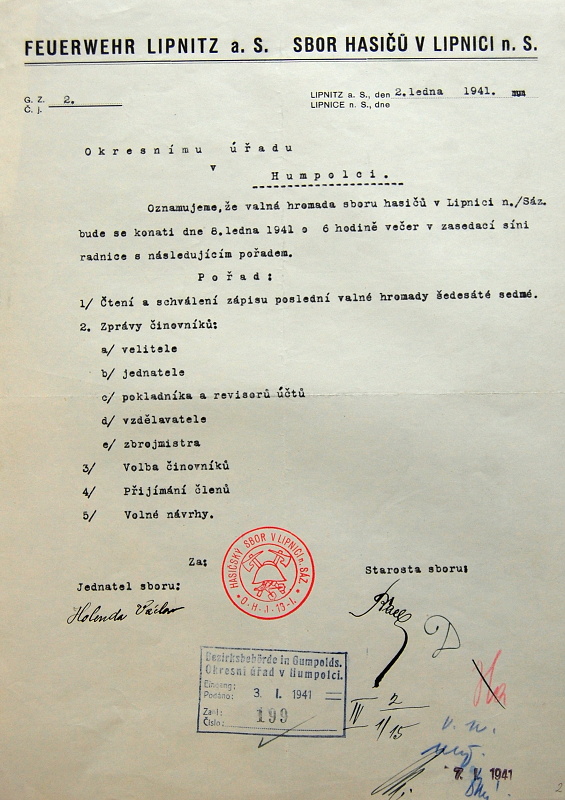 FEUERWEHR LIPNITZ a. S. SBOR HASIČŮ V LIPNICI n. S.
G. Z. 2.
Č. j.
LIPNITZ a. S., den 2.ledna 1941.
LIPNICE n. S., dne
Okresnímu úřadu
v
Humpolci.
Oznamujeme,že valná hromada sboru hasičů v Lipnici n./Sáz.
bude se konati dne 8.ledna 1941 o 6 hodině večer v zasedací síni
radnice s následujícím pořadem.
Pořad:
1/ Čtení a schválení zápisu poslední valné hromady šedesáté sedmé.
2. Zprávy činovníků:
a/ velitele
b/ jednatele
c/ pokladníka a revisorů účtů
d/ vzdělavatele
e/ zbrojmistra
3/ Volba činovníků
4/ Přijímání členů
5/ Volné návrhy.
Za:
HASIČSKÝ SBOR V LIPNICI n. SÁZ.
O.H.J.13-I.
Starosta sboru:
Jednatel sboru:
Holenda Václav
Bezirksbehörde in Gumpolds.
Okresní úřad v Humpolci.
Eingang:
Podáno: 3. I. 1941
Zahl:
Číslo: 199
IV 2
1/15
7. I. 1941
2